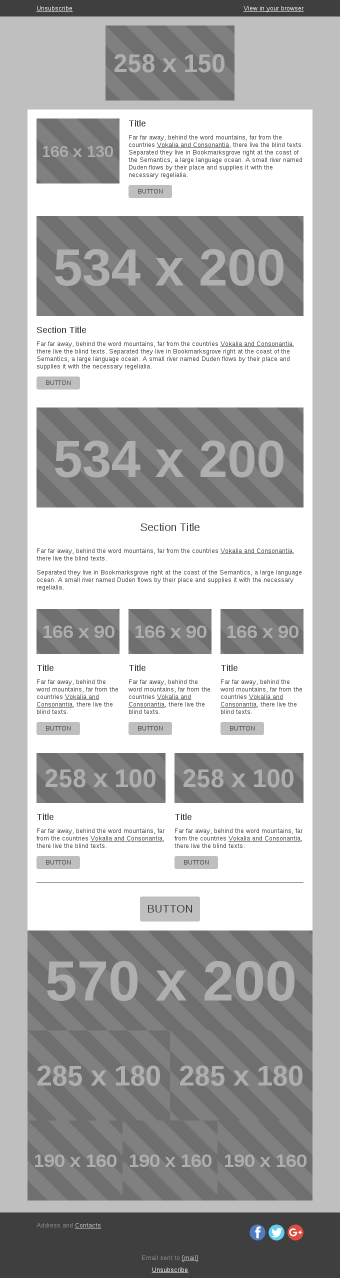 Unsubscribe
View in your browser
258 x 150
166 x 130
Title
Far far away, behind the word mountains, far from the
countries Vokalia and Consonantia, there live the blind texts.
Separated they live in Bookmarksgrove right at the coast of
the Semantics, a large language ocean. A small river named
Duden flows by their place and supplies it with the
necessary regelialia.
BUTTON
534 x 200
Section Title
Far far away, behind the word mountains, far from the countries Vokalia and Consonantia,
there live the blind texts. Separated they live in Bookmarksgrove right at the coast of the
Semantics, a large language ocean. A small river named Duden flows by their place and
supplies it with the necessary regelialia.
BUTTON
534 x 200
Section Title
Far far away, behind the word mountains, far from the countries Vokalia and Consonantia,
there live the blind texts.
Separated they live in Bookmarksgrove right at the coast of the Semantics, a large language
ocean. A small river named Duden flows by their place and supplies it with the necessary
regelialia.
166 x 90
Title
Far far away, behind the
word mountains, far from the
countries Vokalia and
Consonantia, there live the
blind texts.
BUTTON
166 x 90
Title
Far far away, behind the
word mountains, far from the
countries Vokalia and
Consonantia, there live the
blind texts.
BUTTON
166 x 90
Title
Far far away, behind the
word mountains, far from the
countries Vokalia and
Consonantia, there live the
blind texts.
BUTTON
258 x 100
Title
Far far away, behind the word mountains, far
from the countries Vokalia and Consonantia,
there live the blind texts.
BUTTON
258 x 100
Title
Far far away, behind the word mountains, far
from the countries Vokalia and Consonantia,
there live the blind texts.
BUTTON
BUTTON
570 x 200
285 x 180
285 x 180
190 x 160
190 x 160
190 x 160
Address and Contacts
f
G+
Email sent to {mail}
Unsubscribe